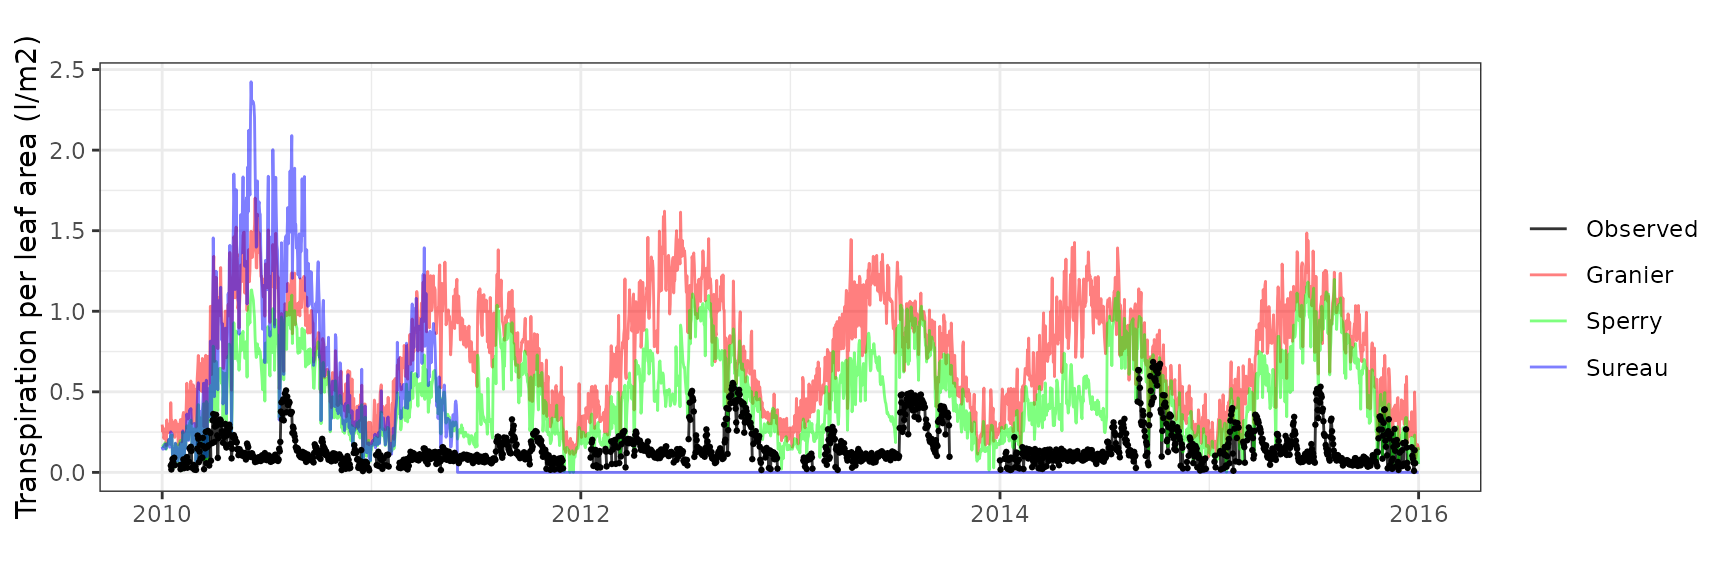 Transpiration per leaf area (l/m2)
2.5
2.0
1.5
1.0
0.5
0.0
2010
2012
2014
2016
Observed
Granier
Sperry
Sureau